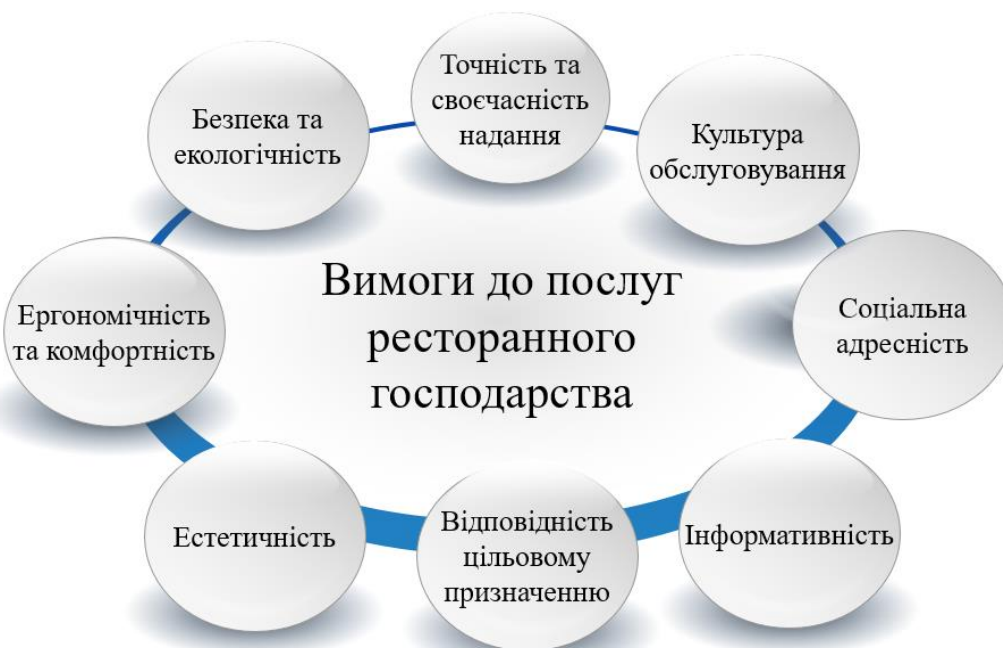 Точність та
своєчасність
надання
Безпека та
екологічність
Культура
обслуговування
Вимоги до послуг
ресторанного
господарства
Ергономічність
та комфортність
Соціальна
адресність
Естетичність
Відповідність
цільовому
призначенню
Інформативність